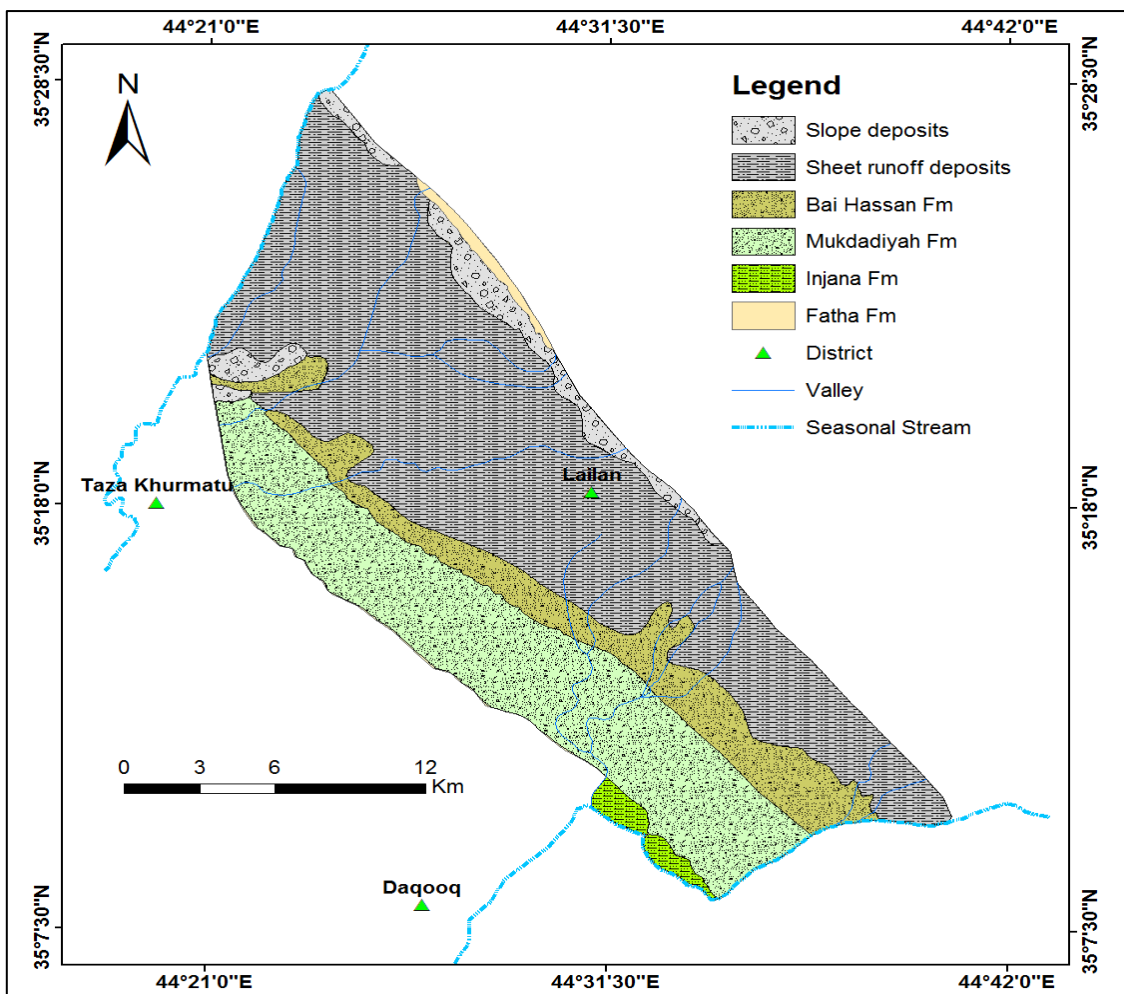 44°21'0"E 44°31'30"E 44°42'0"E
35°28'30"N
35°28'30"N
N
Legend
Slope deposits
Sheet runoff deposits
Bai Hassan Fm
Mukdadiyah Fm
Injana Fm
Fatha Fm
District
Valley
Seasonal Stream
Taza Khurmatu
Lailan
35°18'0"N
35°18'0"N
0 3 6 12
Km
Daqooq
35°7'30"N
35°7'30"N
44°21'0"E 44°31'30"E 44°42'0"E